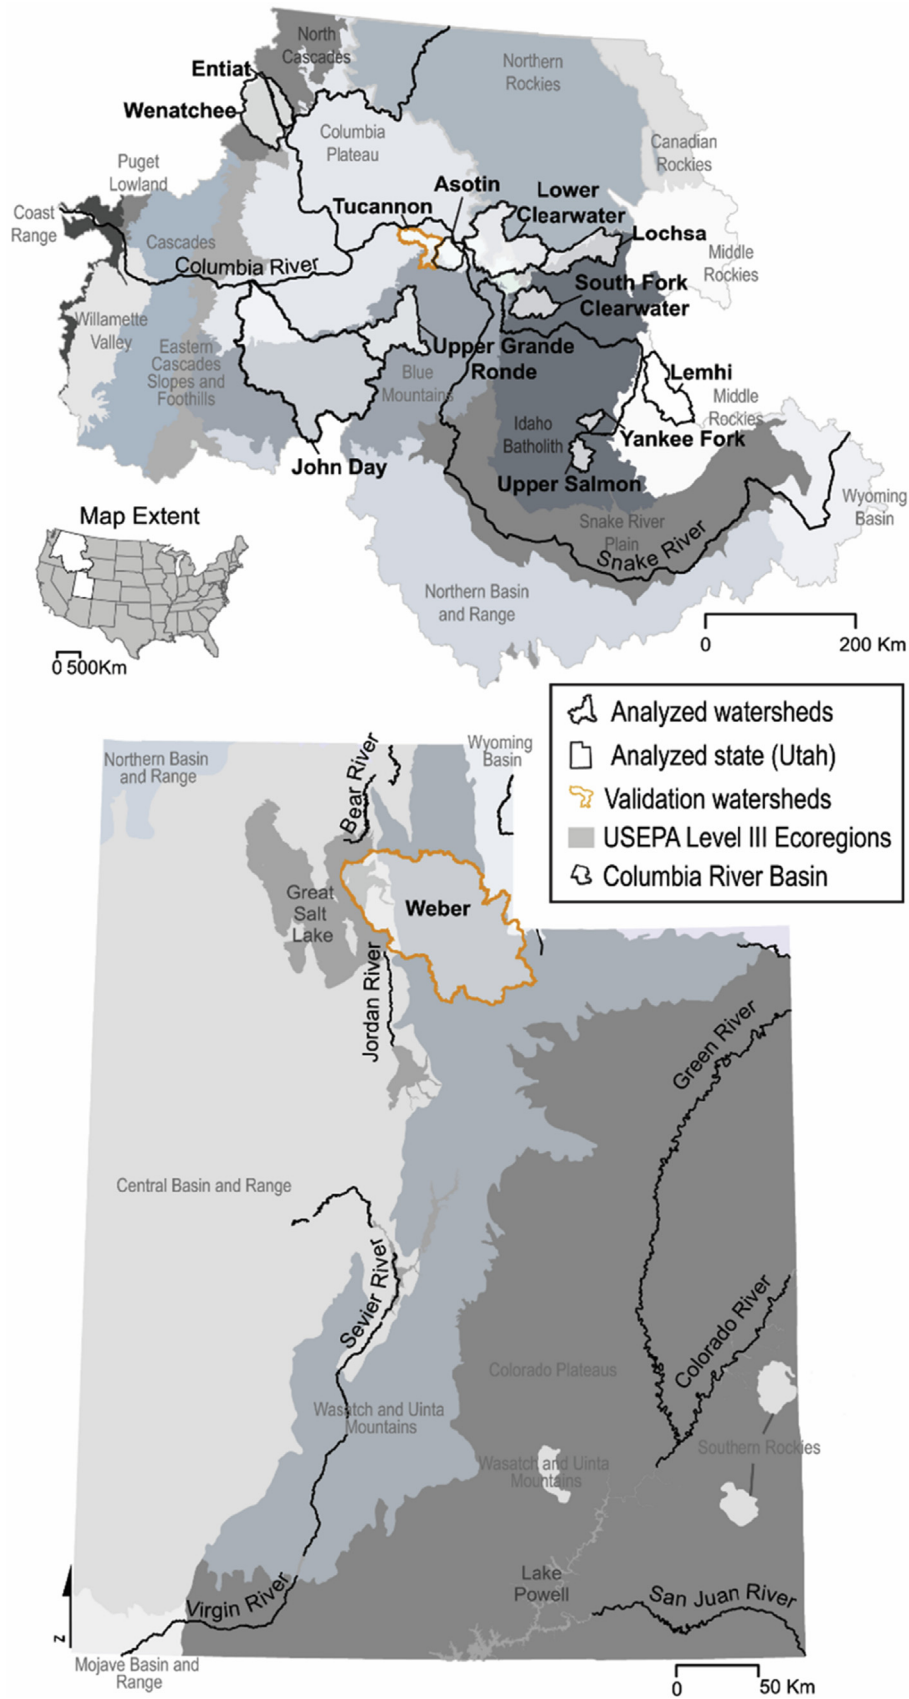 North
Cascades
Entiat
Northern
Rockies
Wenatchee
Columbia
Plateau
Canadian
Rockies
Puget
Lowland
Asotin
Lower
Clearwater
Tucannon
Coast
Range
Lochsa
Cascades
Middle
Rockies
Columbia River
South Fork
Clearwater
Willamette
Valley
Upper Grande
Ronde
Eastern
Cascades
Slopes and
Foothills
Blue
Mountains
Lemhi
Middle
Rockies
Idaho
Batholith
Yankee Fork
John Day
Upper Salmon
Wyoming
Basin
Map Extent
Snake River
Plain
Snake River
Northern Basin
and Range
0 200 Km
0 500Km
Analyzed watersheds
Analyzed state (Utah)
Validation watersheds
USEPA Level III Ecoregions
Columbia River Basin
Northern Basin
and Range
Bear River
Wyoming
Basin
Great
Salt
Lake
Weber
Jordan River
Green River
Central Basin and Range
Sevier River
Colorado River
Colorado Plateaus
Wasatch and Uinta
Mountains
Southern Rockies
Wasatch and Uinta
Mountains
Lake
Powell
Virgin River
San Juan River
N
Mojave Basin and
Range
0 50 Km